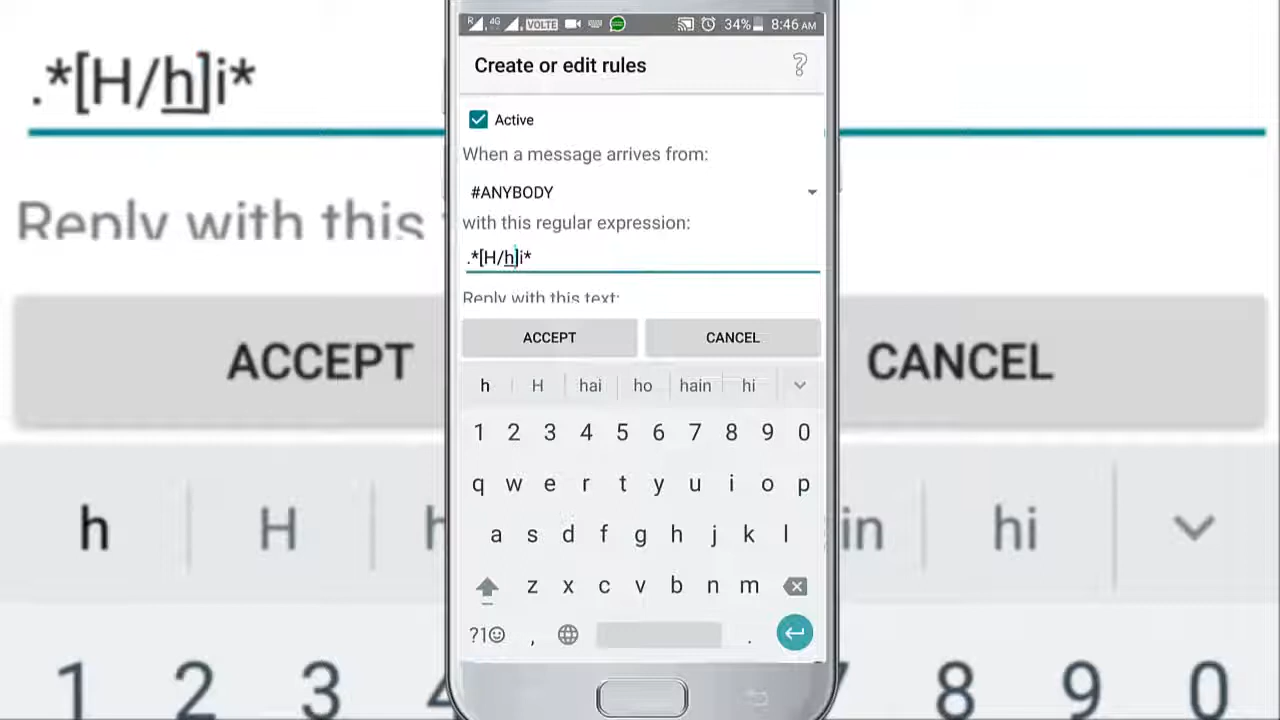 .*[H/h]i*
Reply with this
ACCEPT
CANCEL
h
H
hi
1 2 3
8 9 0
R 4G VOLTE 34% 8:46 AM
Create or edit rules ?
Active
When a message arrives from:
#ANYBODY
with this regular expression:
.*[H/h]i*
Reply with this text:
ACCEPT CANCEL
h H hai ho hain hi
1 2 3 4 5 6 7 8 9 0
q w e r t y u i o p
a s d f g h j k l
z x c v b n m
?1☺ , .